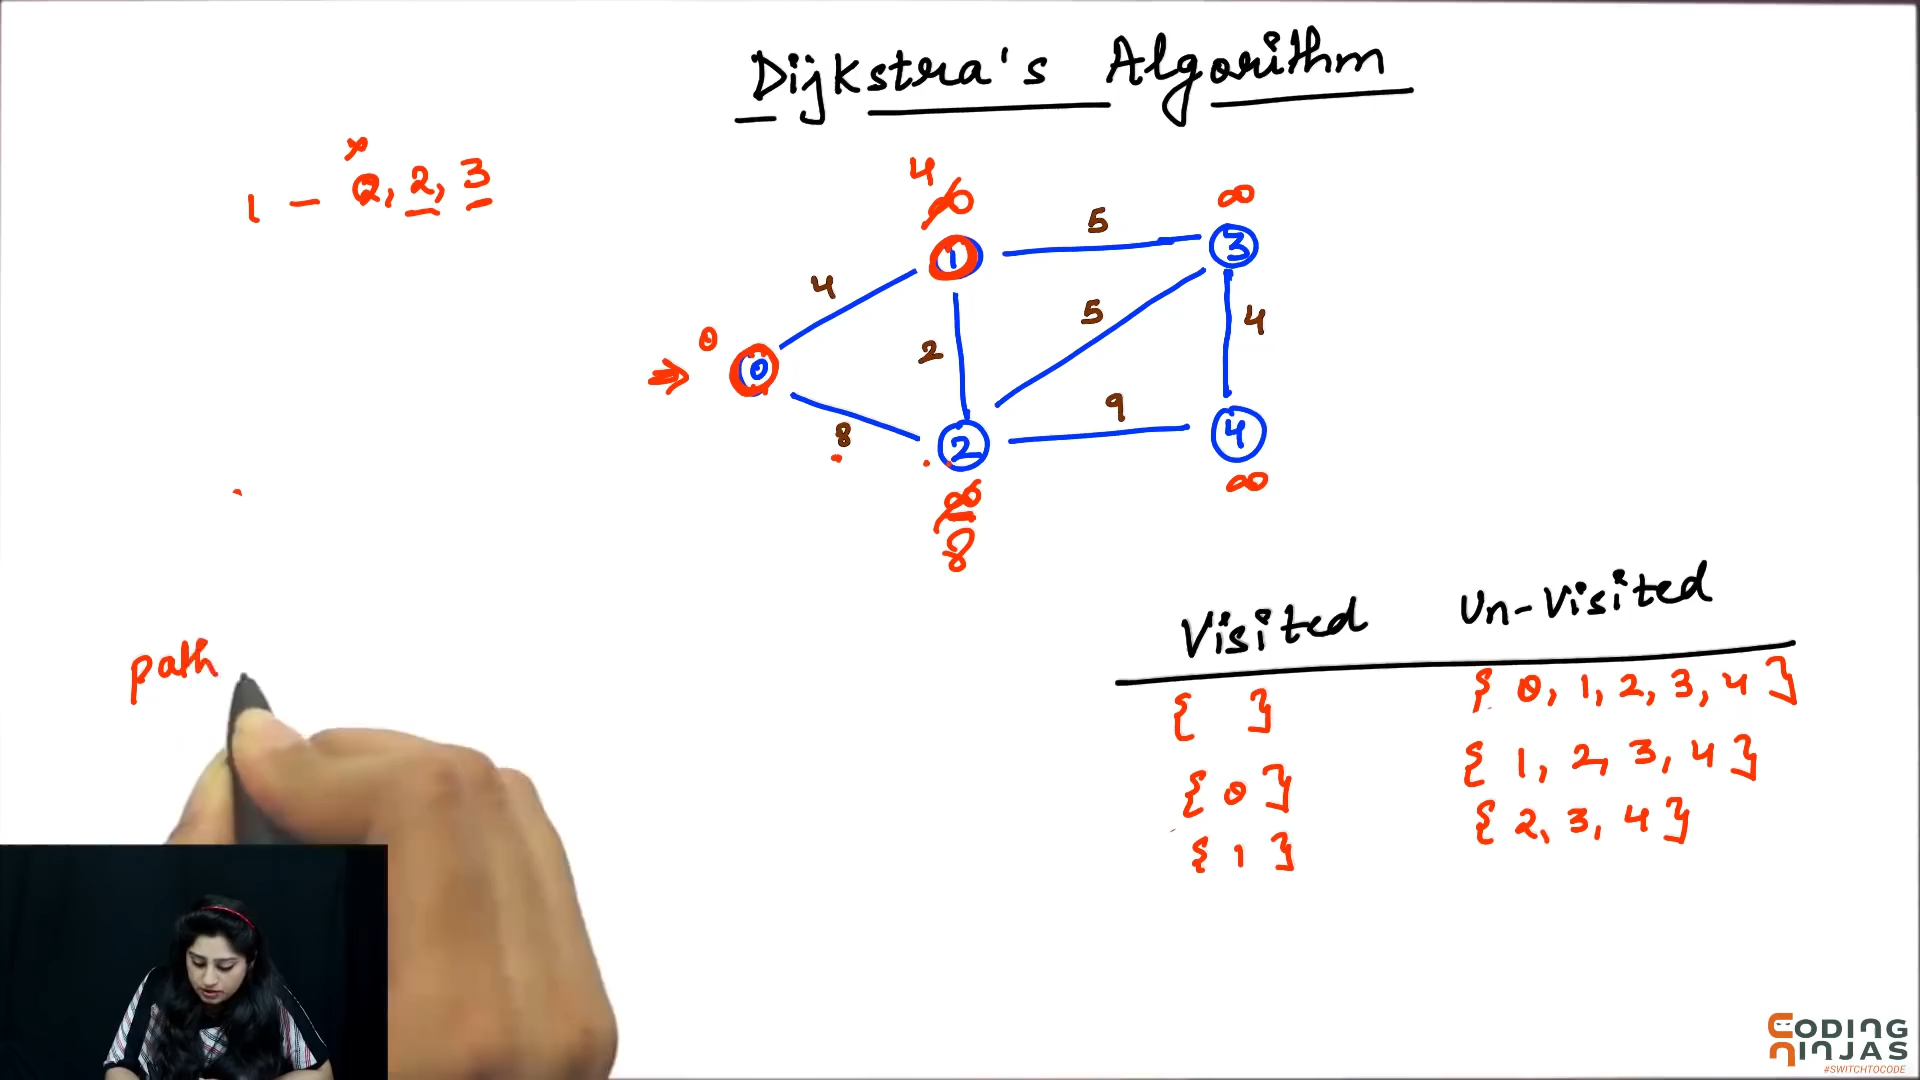 Dijkstra's Algorithm
x
1 - 0, 2, 3
4
∞
∞
5
1
3
4
5
4
2
0
0
9
8
2
4
∞
∞
8
Visited Un-Visited
path
{ } { 0, 1, 2, 3, 4 }
{ 0 } { 1, 2, 3, 4 }
{ 1 } { 2, 3, 4 }
CODING
NINJAS
#SWITCHTOCODE